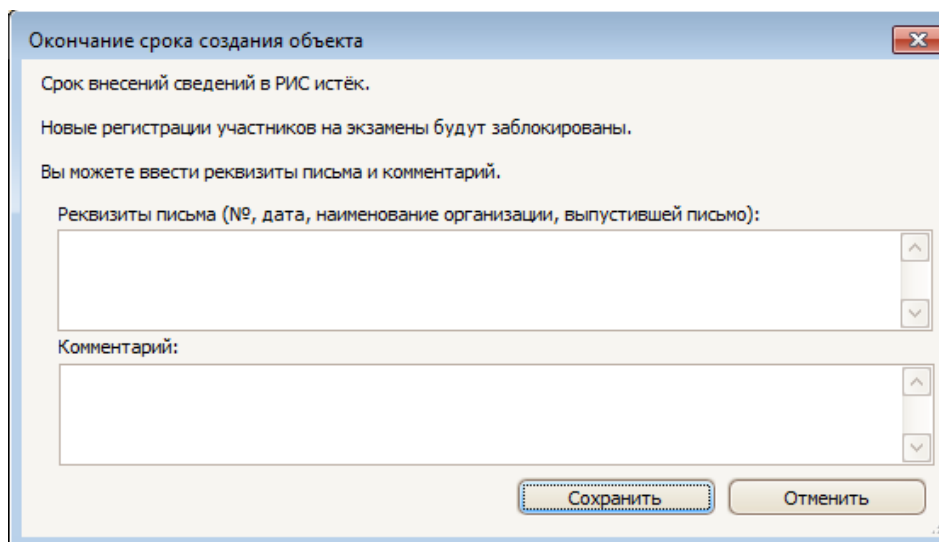 Окончание срока создания объекта
Срок внесений сведений в РИС истёк.
Новые регистрации участников на экзамены будут заблокированы.
Вы можете ввести реквизиты письма и комментарий.
Реквизиты письма (№, дата, наименование организации, выпустившей письмо):
Комментарий:
Сохранить Отменить